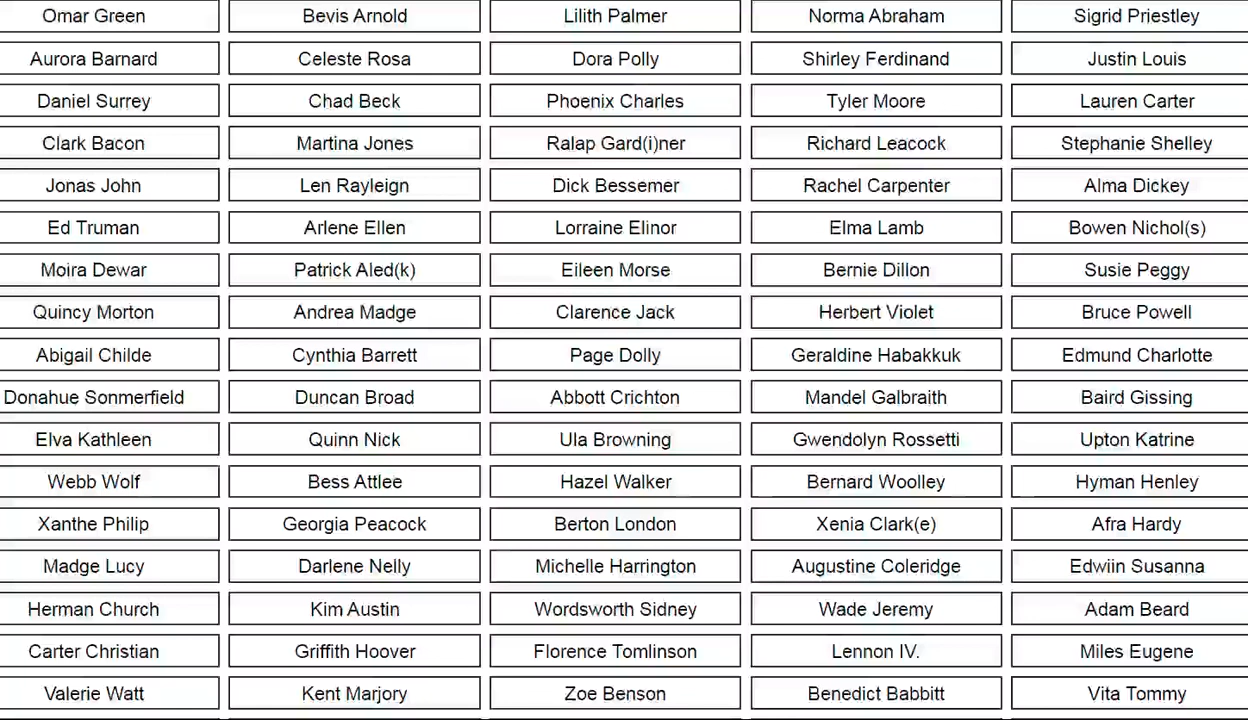 Omar Green Bevis Arnold Lilith Palmer Norma Abraham Sigrid Priestley
Aurora Barnard Celeste Rosa Dora Polly Shirley Ferdinand Justin Louis
Daniel Surrey Chad Beck Phoenix Charles Tyler Moore Lauren Carter
Clark Bacon Martina Jones Ralap Gard(i)ner Richard Leacock Stephanie Shelley
Jonas John Len Rayleign Dick Bessemer Rachel Carpenter Alma Dickey
Ed Truman Arlene Ellen Lorraine Elinor Elma Lamb Bowen Nichol(s)
Moira Dewar Patrick Aled(k) Eileen Morse Bernie Dillon Susie Peggy
Quincy Morton Andrea Madge Clarence Jack Herbert Violet Bruce Powell
Abigail Childe Cynthia Barrett Page Dolly Geraldine Habakkuk Edmund Charlotte
Donahue Sonmerfield Duncan Broad Abbott Crichton Mandel Galbraith Baird Gissing
Elva Kathleen Quinn Nick Ula Browning Gwendolyn Rossetti Upton Katrine
Webb Wolf Bess Attlee Hazel Walker Bernard Woolley Hyman Henley
Xanthe Philip Georgia Peacock Berton London Xenia Clark(e) Afra Hardy
Madge Lucy Darlene Nelly Michelle Harrington Augustine Coleridge Edwiin Susanna
Herman Church Kim Austin Wordsworth Sidney Wade Jeremy Adam Beard
Carter Christian Griffith Hoover Florence Tomlinson Lennon IV. Miles Eugene
Valerie Watt Kent Marjory Zoe Benson Benedict Babbitt Vita Tommy